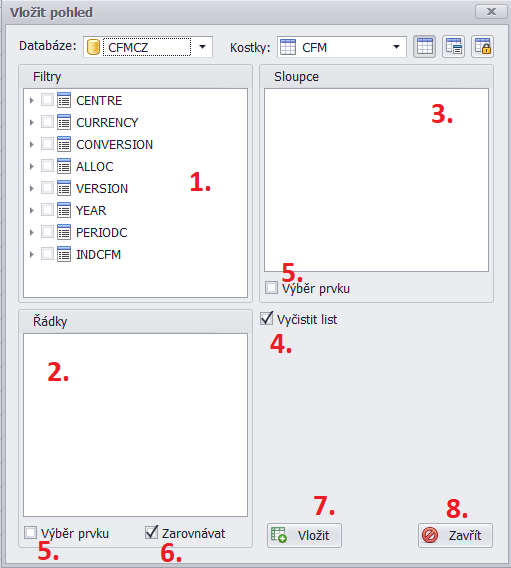 Vložit pohled
Databáze: CFMCZ Kostky: CFM
Filtry
CENTRE
CURRENCY
CONVERSION
ALLOC
VERSION
YEAR
PERIODC
INDCFM
1.
Sloupce
3.
5.
Výběr prvku
Řádky
2.
Výběr prvku
5.
Zarovnávat
6.
Vyčistit list
4.
7.
Vložit
8.
Zavřít